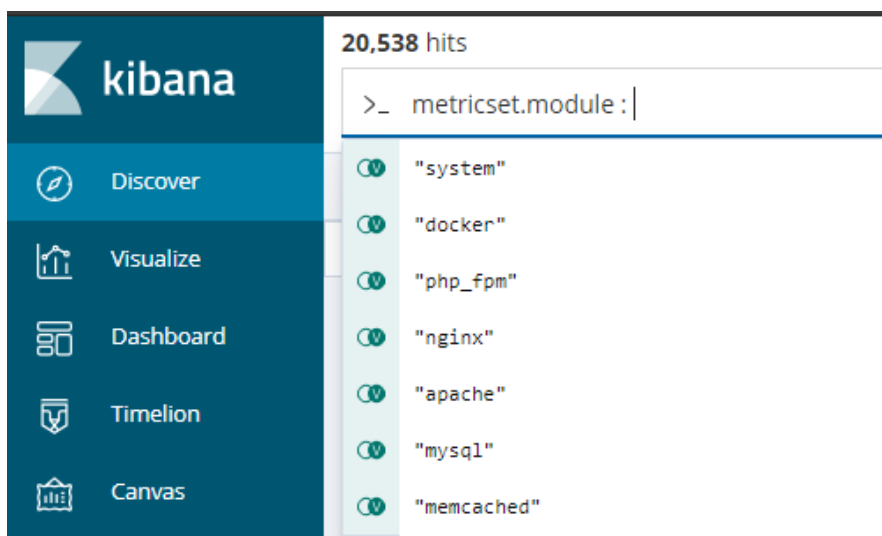 kibana
Discover
Visualize
Dashboard
Timelion
Canvas
20,538 hits
>_ metricset.module :
"system"
"docker"
"php_fpm"
"nginx"
"apache"
"mysql"
"memcached"